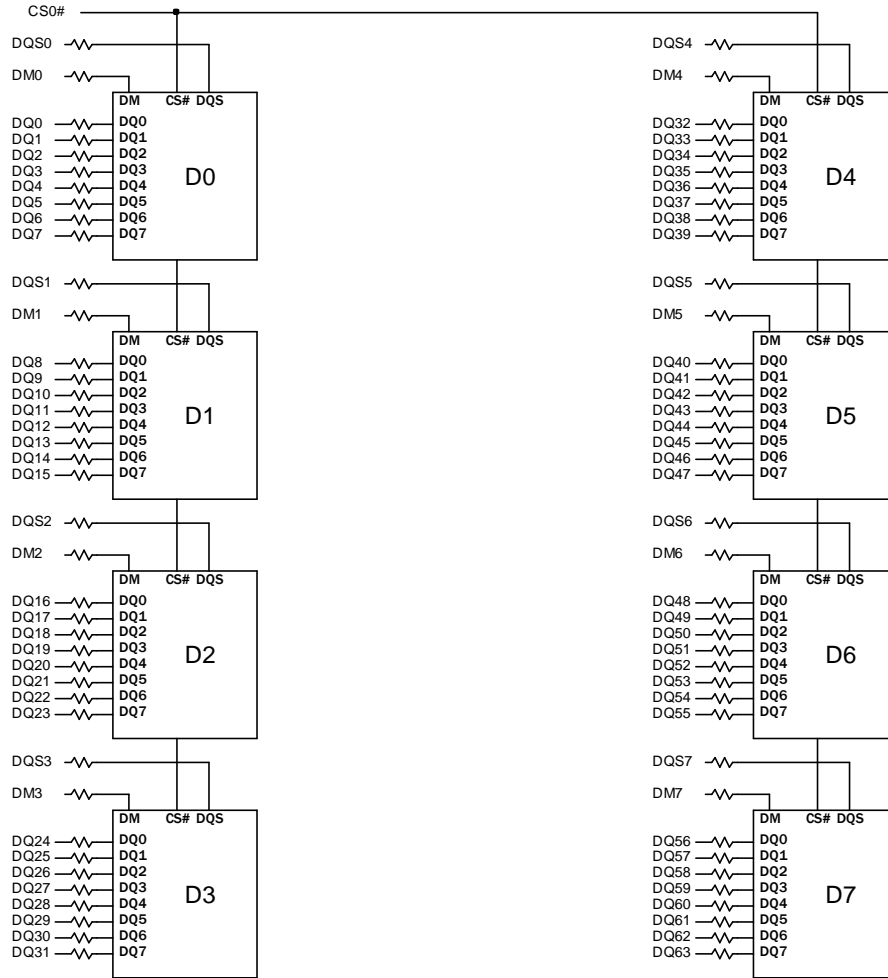 CS0#
DQS0
DM0
DM CS# DQS
DQ0 DQ0
DQ1 DQ1
DQ2 DQ2
DQ3 DQ3
DQ4 DQ4
DQ5 DQ5
DQ6 DQ6
DQ7 DQ7
D0
DQS1
DM1
DM CS# DQS
DQ8 DQ0
DQ9 DQ1
DQ10 DQ2
DQ11 DQ3
DQ12 DQ4
DQ13 DQ5
DQ14 DQ6
DQ15 DQ7
D1
DQS2
DM2
DM CS# DQS
DQ16 DQ0
DQ17 DQ1
DQ18 DQ2
DQ19 DQ3
DQ20 DQ4
DQ21 DQ5
DQ22 DQ6
DQ23 DQ7
D2
DQS3
DM3
DM CS# DQS
DQ24 DQ0
DQ25 DQ1
DQ26 DQ2
DQ27 DQ3
DQ28 DQ4
DQ29 DQ5
DQ30 DQ6
DQ31 DQ7
D3
DQS4
DM4
DM CS# DQS
DQ32 DQ0
DQ33 DQ1
DQ34 DQ2
DQ35 DQ3
DQ36 DQ4
DQ37 DQ5
DQ38 DQ6
DQ39 DQ7
D4
DQS5
DM5
DM CS# DQS
DQ40 DQ0
DQ41 DQ1
DQ42 DQ2
DQ43 DQ3
DQ44 DQ4
DQ45 DQ5
DQ46 DQ6
DQ47 DQ7
D5
DQS6
DM6
DM CS# DQS
DQ48 DQ0
DQ49 DQ1
DQ50 DQ2
DQ51 DQ3
DQ52 DQ4
DQ53 DQ5
DQ54 DQ6
DQ55 DQ7
D6
DQS7
DM7
DM CS# DQS
DQ56 DQ0
DQ57 DQ1
DQ58 DQ2
DQ59 DQ3
DQ60 DQ4
DQ61 DQ5
DQ62 DQ6
DQ63 DQ7
D7